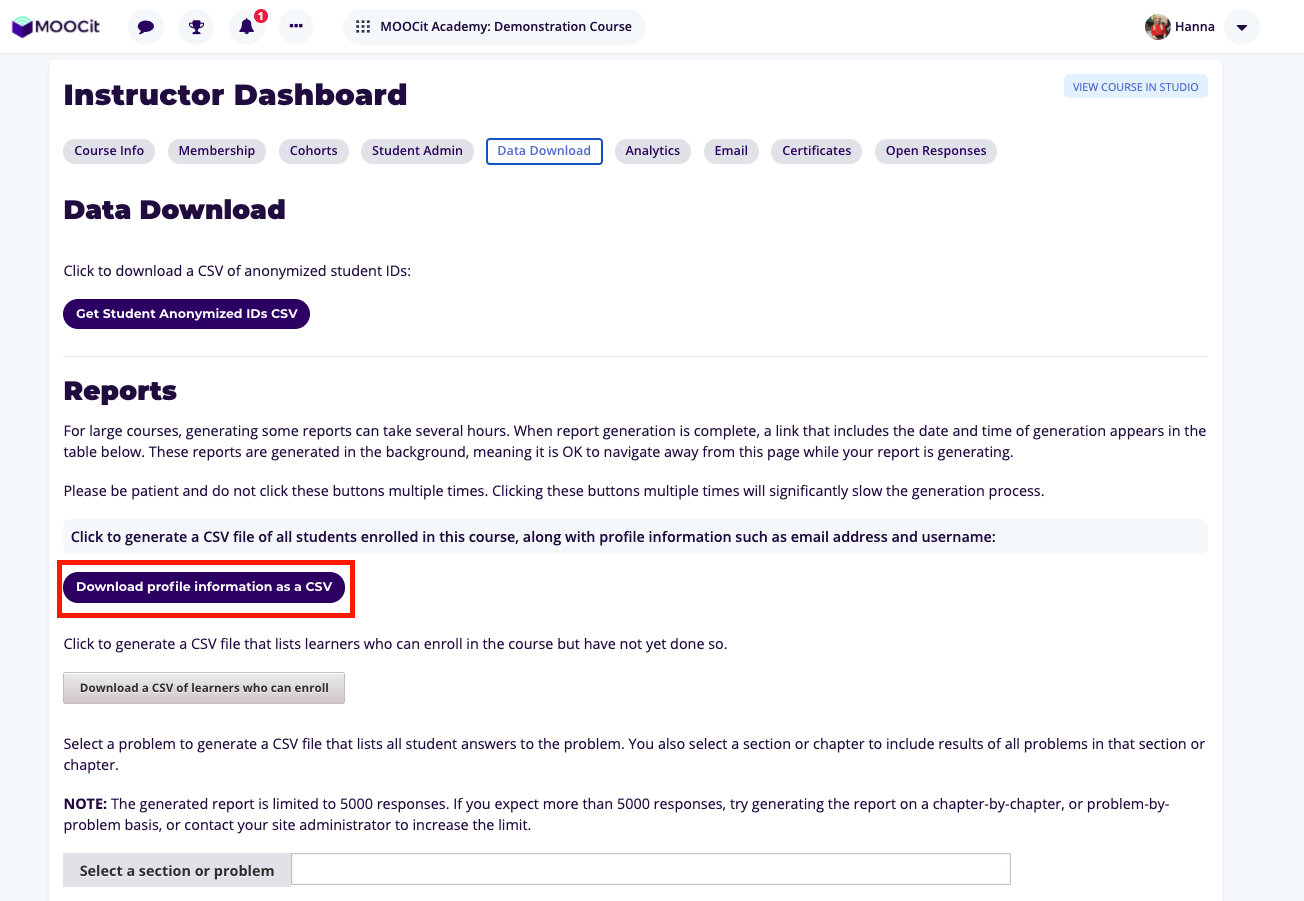 MOOCit
1
MOOCit Academy: Demonstration Course
Hanna
Instructor Dashboard
VIEW COURSE IN STUDIO
Course Info
Membership
Cohorts
Student Admin
Data Download
Analytics
Email
Certificates
Open Responses
Data Download
Click to download a CSV of anonymized student IDs:
Get Student Anonymized IDs CSV
Reports
For large courses, generating some reports can take several hours. When report generation is complete, a link that includes the date and time of generation appears in the
table below. These reports are generated in the background, meaning it is OK to navigate away from this page while your report is generating.
Please be patient and do not click these buttons multiple times. Clicking these buttons multiple times will significantly slow the generation process.
Click to generate a CSV file of all students enrolled in this course, along with profile information such as email address and username:
Download profile information as a CSV
Click to generate a CSV file that lists learners who can enroll in the course but have not yet done so.
Download a CSV of learners who can enroll
Select a problem to generate a CSV file that lists all student answers to the problem. You also select a section or chapter to include results of all problems in that section or
chapter.
NOTE: The generated report is limited to 5000 responses. If you expect more than 5000 responses, try generating the report on a chapter-by-chapter, or problem-by-
problem basis, or contact your site administrator to increase the limit.
Select a section or problem